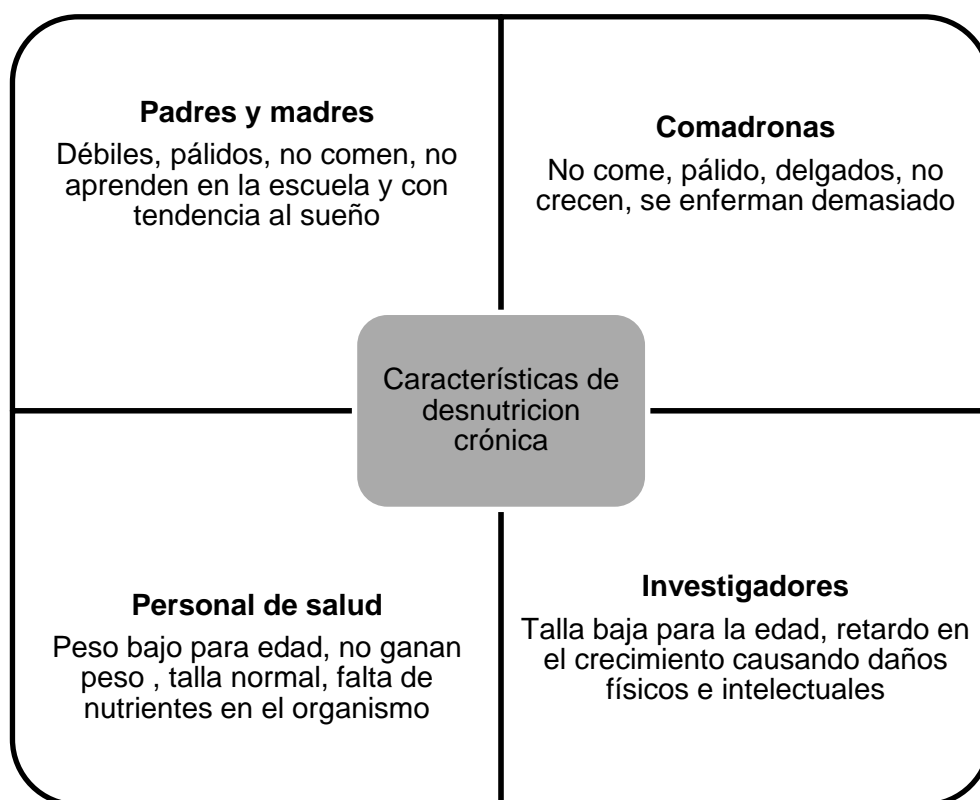 Padres y madres
Débiles, pálidos, no comen, no
aprenden en la escuela y con
tendencia al sueño
Comadronas
No come, pálido, delgados, no
crecen, se enferman demasiado
Características de
desnutricion
crónica
Personal de salud
Peso bajo para edad, no ganan
peso , talla normal, falta de
nutrientes en el organismo
Investigadores
Talla baja para la edad, retardo en
el crecimiento causando daños
físicos e intelectuales